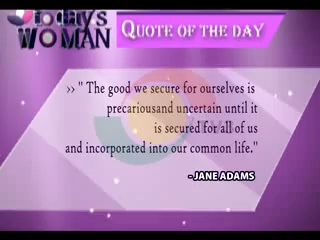 today's
WOMAN
QUOTE OF THE DAY
›› " The good we secure for ourselves is
precariousand uncertain until it
is secured for all of us
and incorporated into our common life."
- JANE ADAMS